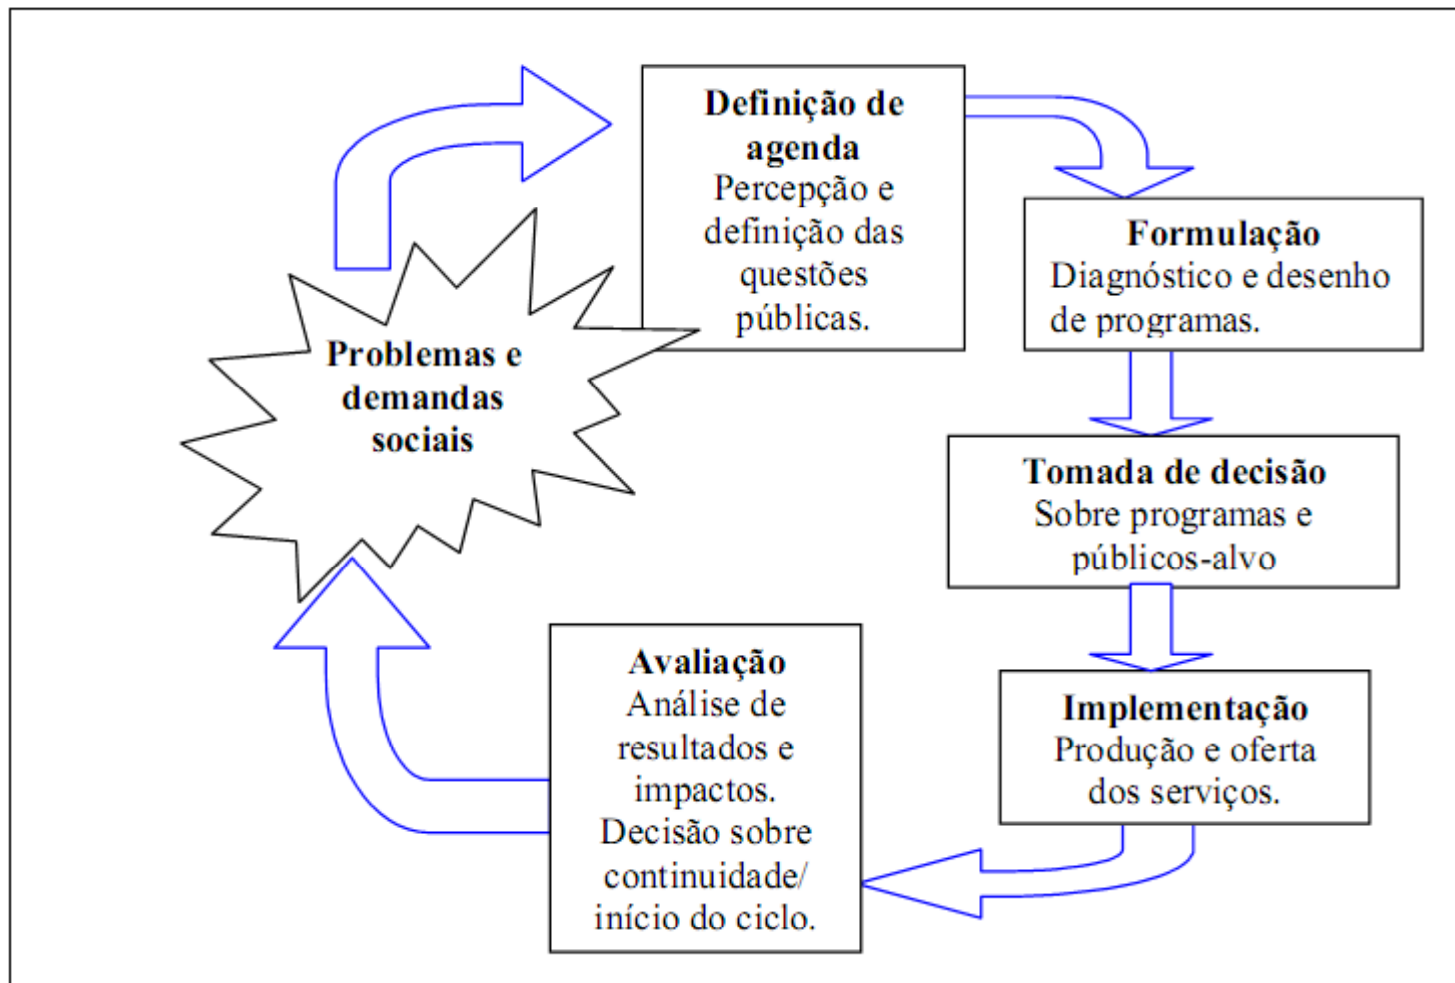 Definição de
agenda
Percepção e
definição das
questões
públicas.
Formulação
Diagnóstico e desenho
de programas.
Tomada de decisão
Sobre programas e
públicos-alvo
Implementação
Produção e oferta
dos serviços.
Avaliação
Análise de
resultados e
impactos.
Decisão sobre
continuidade/
início do ciclo.
Problemas e
demandas
sociais